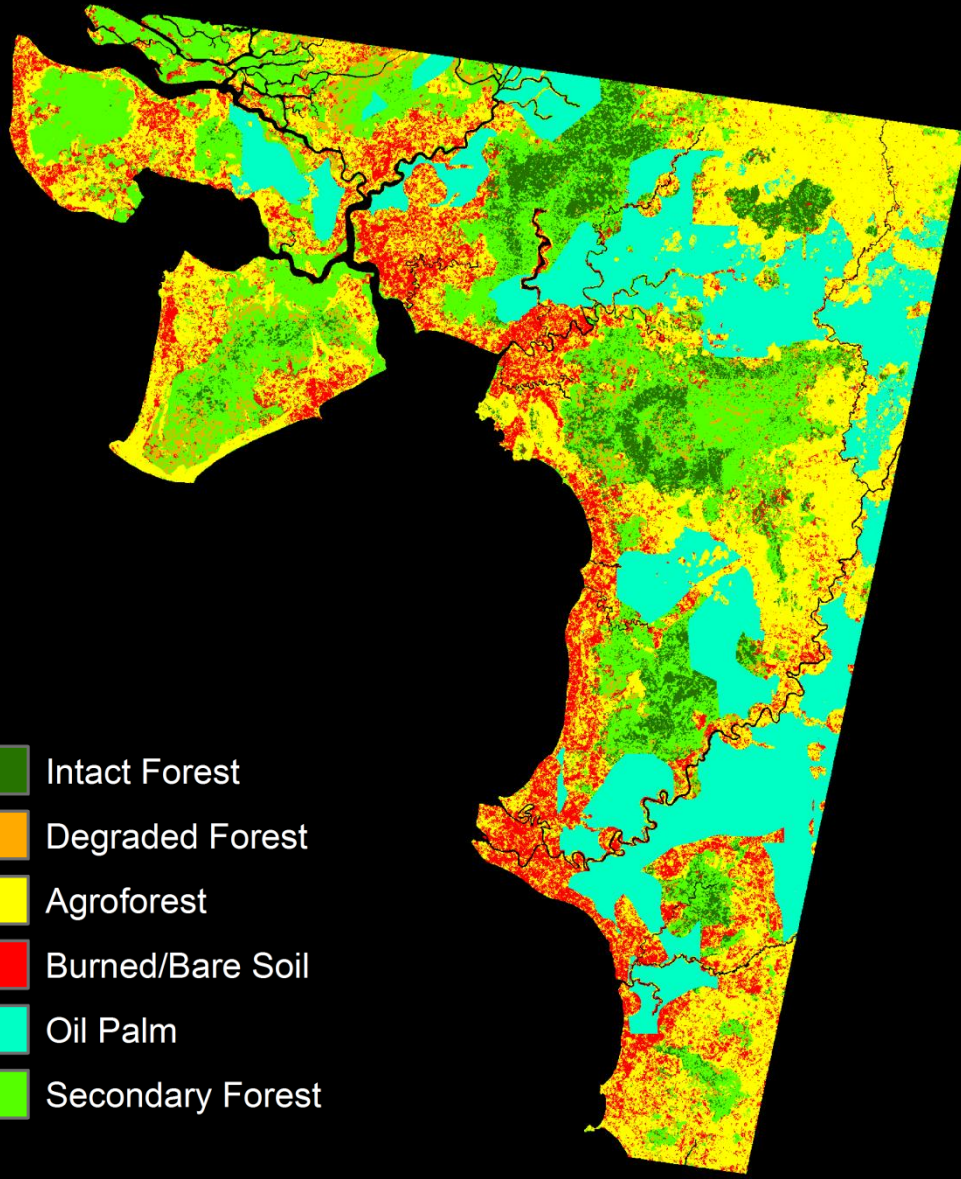 Intact Forest
Degraded Forest
Agroforest
Burned/Bare Soil
Oil Palm
Secondary Forest